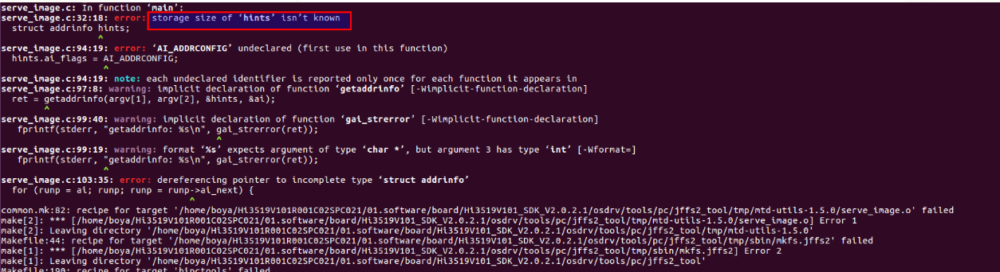 serve_image.c: In function ‘main’:
serve_image.c:32:18: error: storage size of ‘hints’ isn’t known
struct addrinfo hints;
^
serve_image.c:94:19: error: ‘AI_ADDRCONFIG’ undeclared (first use in this function)
hints.ai_flags = AI_ADDRCONFIG;
^
serve_image.c:94:19: note: each undeclared identifier is reported only once for each function it appears in
serve_image.c:97:8: warning: implicit declaration of function ‘getaddrinfo’ [-Wimplicit-function-declaration]
ret = getaddrinfo(argv[1], argv[2], &hints, &ai);
^
serve_image.c:99:40: warning: implicit declaration of function ‘gai_strerror’ [-Wimplicit-function-declaration]
fprintf(stderr, "getaddrinfo: %s\n", gai_strerror(ret));
^
serve_image.c:99:19: warning: format ‘%s’ expects argument of type ‘char *’, but argument 3 has type ‘int’ [-Wformat=]
fprintf(stderr, "getaddrinfo: %s\n", gai_strerror(ret));
^
serve_image.c:103:35: error: dereferencing pointer to incomplete type ‘struct addrinfo’
for (runp = ai; runp; runp = runp->ai_next) {
^
common.mk:82: recipe for target '/home/boya/Hi3519V101R001C02SPC021/01.software/board/Hi3519V101_SDK_V2.0.2.1/osdrv/tools/pc/jffs2_tool/tmp/mtd-utils-1.5.0/serve_image.o' failed
make[2]: *** [/home/boya/Hi3519V101R001C02SPC021/01.software/board/Hi3519V101_SDK_V2.0.2.1/osdrv/tools/pc/jffs2_tool/tmp/mtd-utils-1.5.0/serve_image.o] Error 1
make[2]: Leaving directory '/home/boya/Hi3519V101R001C02SPC021/01.software/board/Hi3519V101_SDK_V2.0.2.1/osdrv/tools/pc/jffs2_tool/tmp/mtd-utils-1.5.0'
Makefile:44: recipe for target '/home/boya/Hi3519V101R001C02SPC021/01.software/board/Hi3519V101_SDK_V2.0.2.1/osdrv/tools/pc/jffs2_tool/tmp/sbin/mkfs.jffs2' failed
make[1]: *** [/home/boya/Hi3519V101R001C02SPC021/01.software/board/Hi3519V101_SDK_V2.0.2.1/osdrv/tools/pc/jffs2_tool/tmp/sbin/mkfs.jffs2] Error 2
make[1]: Leaving directory '/home/boya/Hi3519V101R001C02SPC021/01.software/board/Hi3519V101_SDK_V2.0.2.1/osdrv/tools/pc/jffs2_tool'
Makefile:190: recipe for target 'hipctools' failed